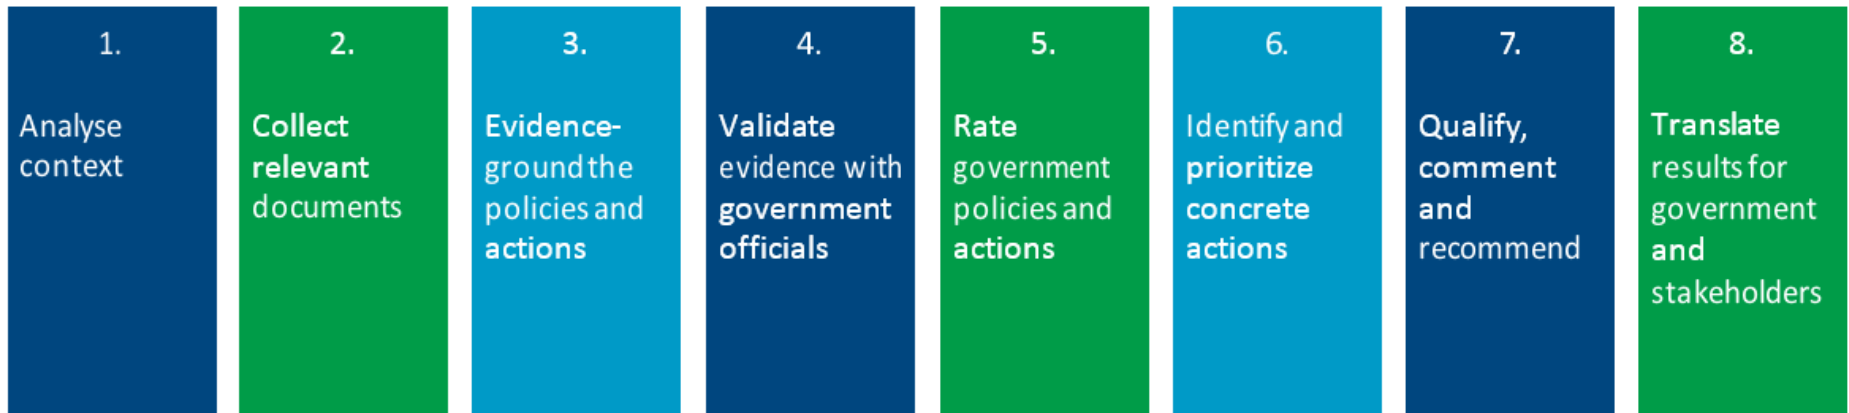 1.
Analyse
context
2.
Collect
relevant
documents
3.
Evidence-
ground the
policies and
actions
4.
Validate
evidence with
government
officials
5.
Rate
government
policies and
actions
6.
Identify and
prioritize
concrete
actions
7.
Qualify,
comment
and
recommend
8.
Translate
results for
government
and
stakeholders